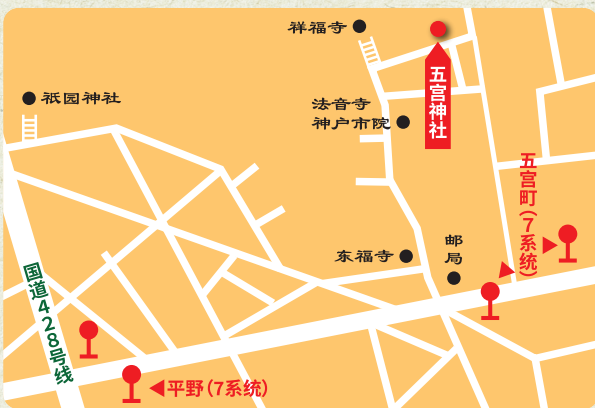 祥福寺
五宫神社
祇园神社
法音寺
神户市院
五宫町(7系统)
邮局
东福寺
国道428号线
平野(7系统)